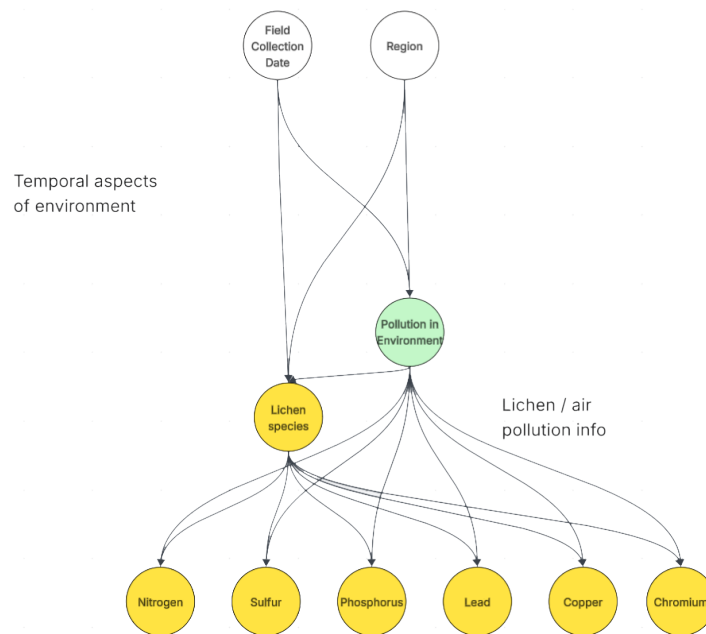 Field
Collection
Date
Region
Temporal aspects
of environment
Pollution in
Environment
Lichen
species
Lichen / air
pollution info
Nitrogen
Sulfur
Phosphorus
Lead
Copper
Chromium